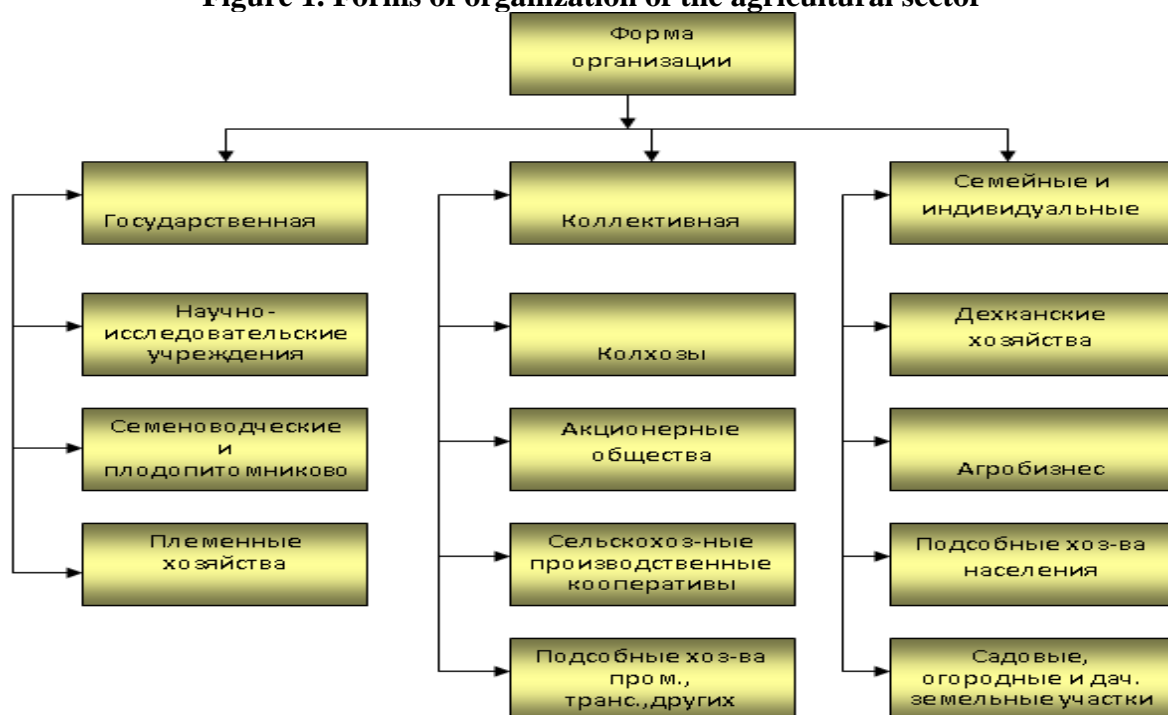 Figure 1. Forms of organization of the agricultural sector
Форма
организации
Государственная
Коллективная
Семейные и
индивидуальные
Научно-
исследовательские
учреждения
Колхозы
Дехканские
хозяйства
Семеноводческие
и
плодопитомниково
Акционерные
общества
Агробизнес
Племенные
хозяйства
Сельскохоз-ные
производственные
кооперативы
Подсобные хоз-ва
населения
Подсобные хоз-ва
пром.,
транс.,других
Садовые,
огородные и дач.
земельные участки